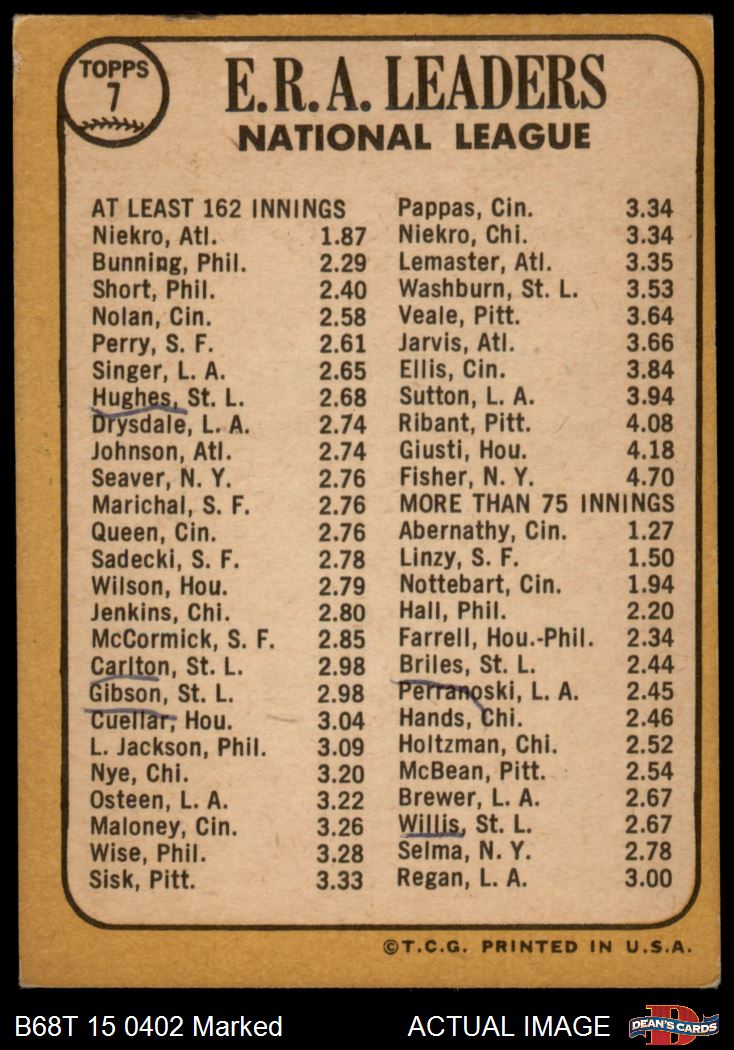 TOPPS
7
E.R.A. LEADERS
NATIONAL LEAGUE
AT LEAST 162 INNINGS
Niekro, Atl. 1.87
Bunning, Phil. 2.29
Short, Phil. 2.40
Nolan, Cin. 2.58
Perry, S. F. 2.61
Singer, L. A. 2.65
Hughes, St. L. 2.68
Drysdale, L. A. 2.74
Johnson, Atl. 2.74
Seaver, N. Y. 2.76
Marichal, S. F. 2.76
Queen, Cin. 2.76
Sadecki, S. F. 2.78
Wilson, Hou. 2.79
Jenkins, Chi. 2.80
McCormick, S. F. 2.85
Carlton, St. L. 2.98
Gibson, St. L. 2.98
Cuellar, Hou. 3.04
L. Jackson, Phil. 3.09
Nye, Chi. 3.20
Osteen, L. A. 3.22
Maloney, Cin. 3.26
Wise, Phil. 3.28
Sisk, Pitt. 3.33
Pappas, Cin. 3.34
Niekro, Chi. 3.34
Lemaster, Atl. 3.35
Washburn, St. L. 3.53
Veale, Pitt. 3.64
Jarvis, Atl. 3.66
Ellis, Cin. 3.84
Sutton, L. A. 3.94
Ribant, Pitt. 4.08
Giusti, Hou. 4.18
Fisher, N. Y. 4.70
MORE THAN 75 INNINGS
Abernathy, Cin. 1.27
Linzy, S. F. 1.50
Nottebart, Cin. 1.94
Hall, Phil. 2.20
Farrell, Hou.-Phil. 2.34
Briles, St. L. 2.44
Perranoski, L. A. 2.45
Hands, Chi. 2.46
Holtzman, Chi. 2.52
McBean, Pitt. 2.54
Brewer, L. A. 2.67
Willis, St. L. 2.67
Selma, N. Y. 2.78
Regan, L. A. 3.00
©T.C.G. PRINTED IN U.S.A.
B68T 15 0402 Marked
ACTUAL IMAGE
DEAN'S CARDS